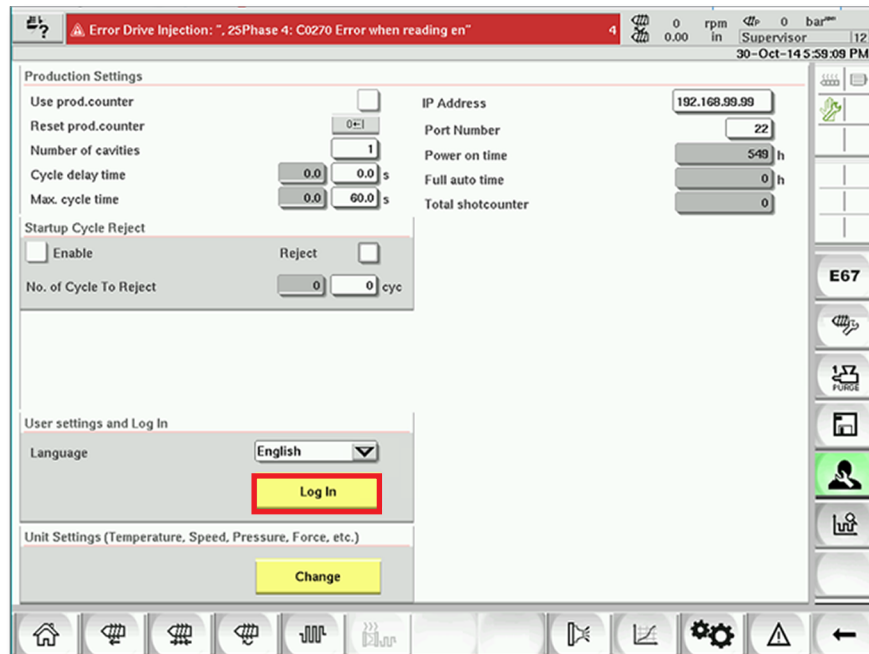 Error Drive Injection: ", 25Phase 4: C0270 Error when reading en" 4
0 rpm 0 bar
0.00 in Supervisor 12
30-Oct-14 5:59:09 PM
Production Settings
Use prod.counter
Reset prod.counter
Number of cavities 1
Cycle delay time 0.0 0.0 s
Max. cycle time 0.0 60.0 s
IP Address 192.168.99.99
Port Number 22
Power on time 549 h
Full auto time 0 h
Total shotcounter 0
Startup Cycle Reject
Enable Reject
No. of Cycle To Reject 0 0 cyc
User settings and Log In
Language English
Log In
Unit Settings (Temperature, Speed, Pressure, Force, etc.)
Change
E67
PURGE